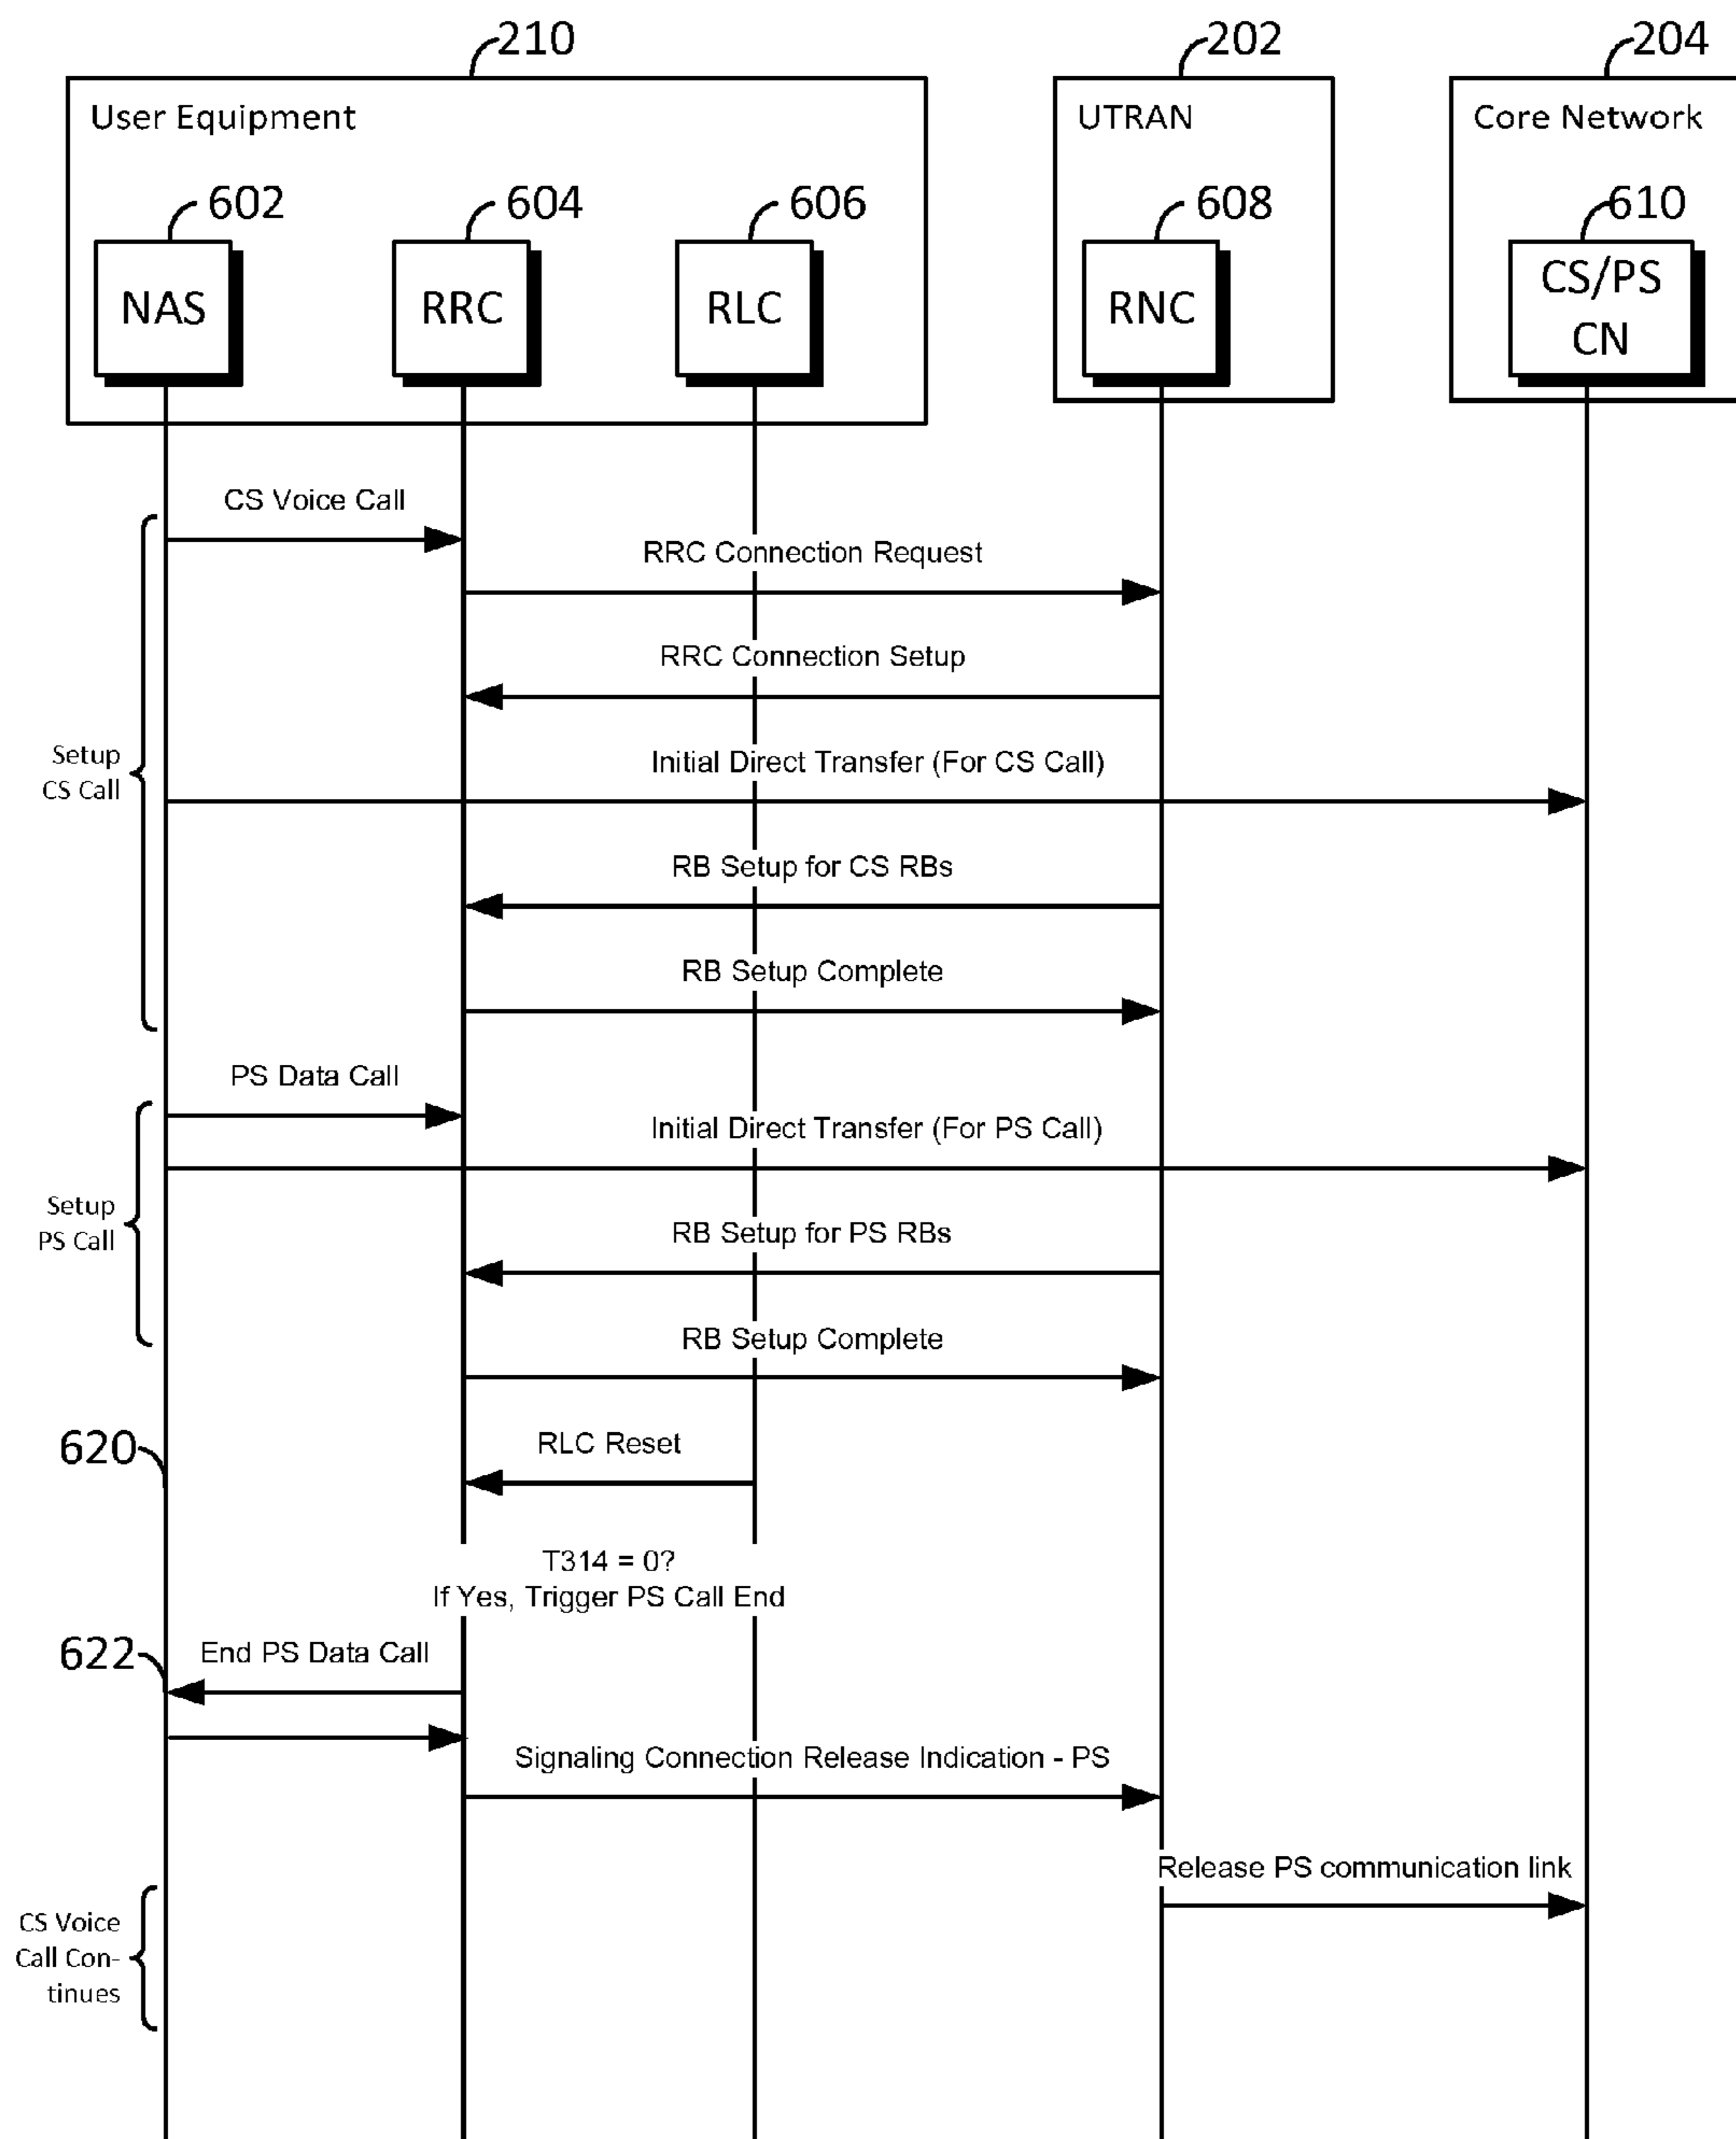 210
202
204
User Equipment
UTRAN
Core Network
602
604
606
608
610
NAS
RRC
RLC
RNC
CS/PS
CN
CS Voice Call
RRC Connection Request
RRC Connection Setup
Setup
CS Call
Initial Direct Transfer (For CS Call)
RB Setup for CS RBs
RB Setup Complete
PS Data Call
Initial Direct Transfer (For PS Call)
Setup
PS Call
RB Setup for PS RBs
RB Setup Complete
620
RLC Reset
T314 = 0?
If Yes, Trigger PS Call End
622
End PS Data Call
Signaling Connection Release Indication - PS
Release PS communication link
CS Voice
Call Con-
tinues